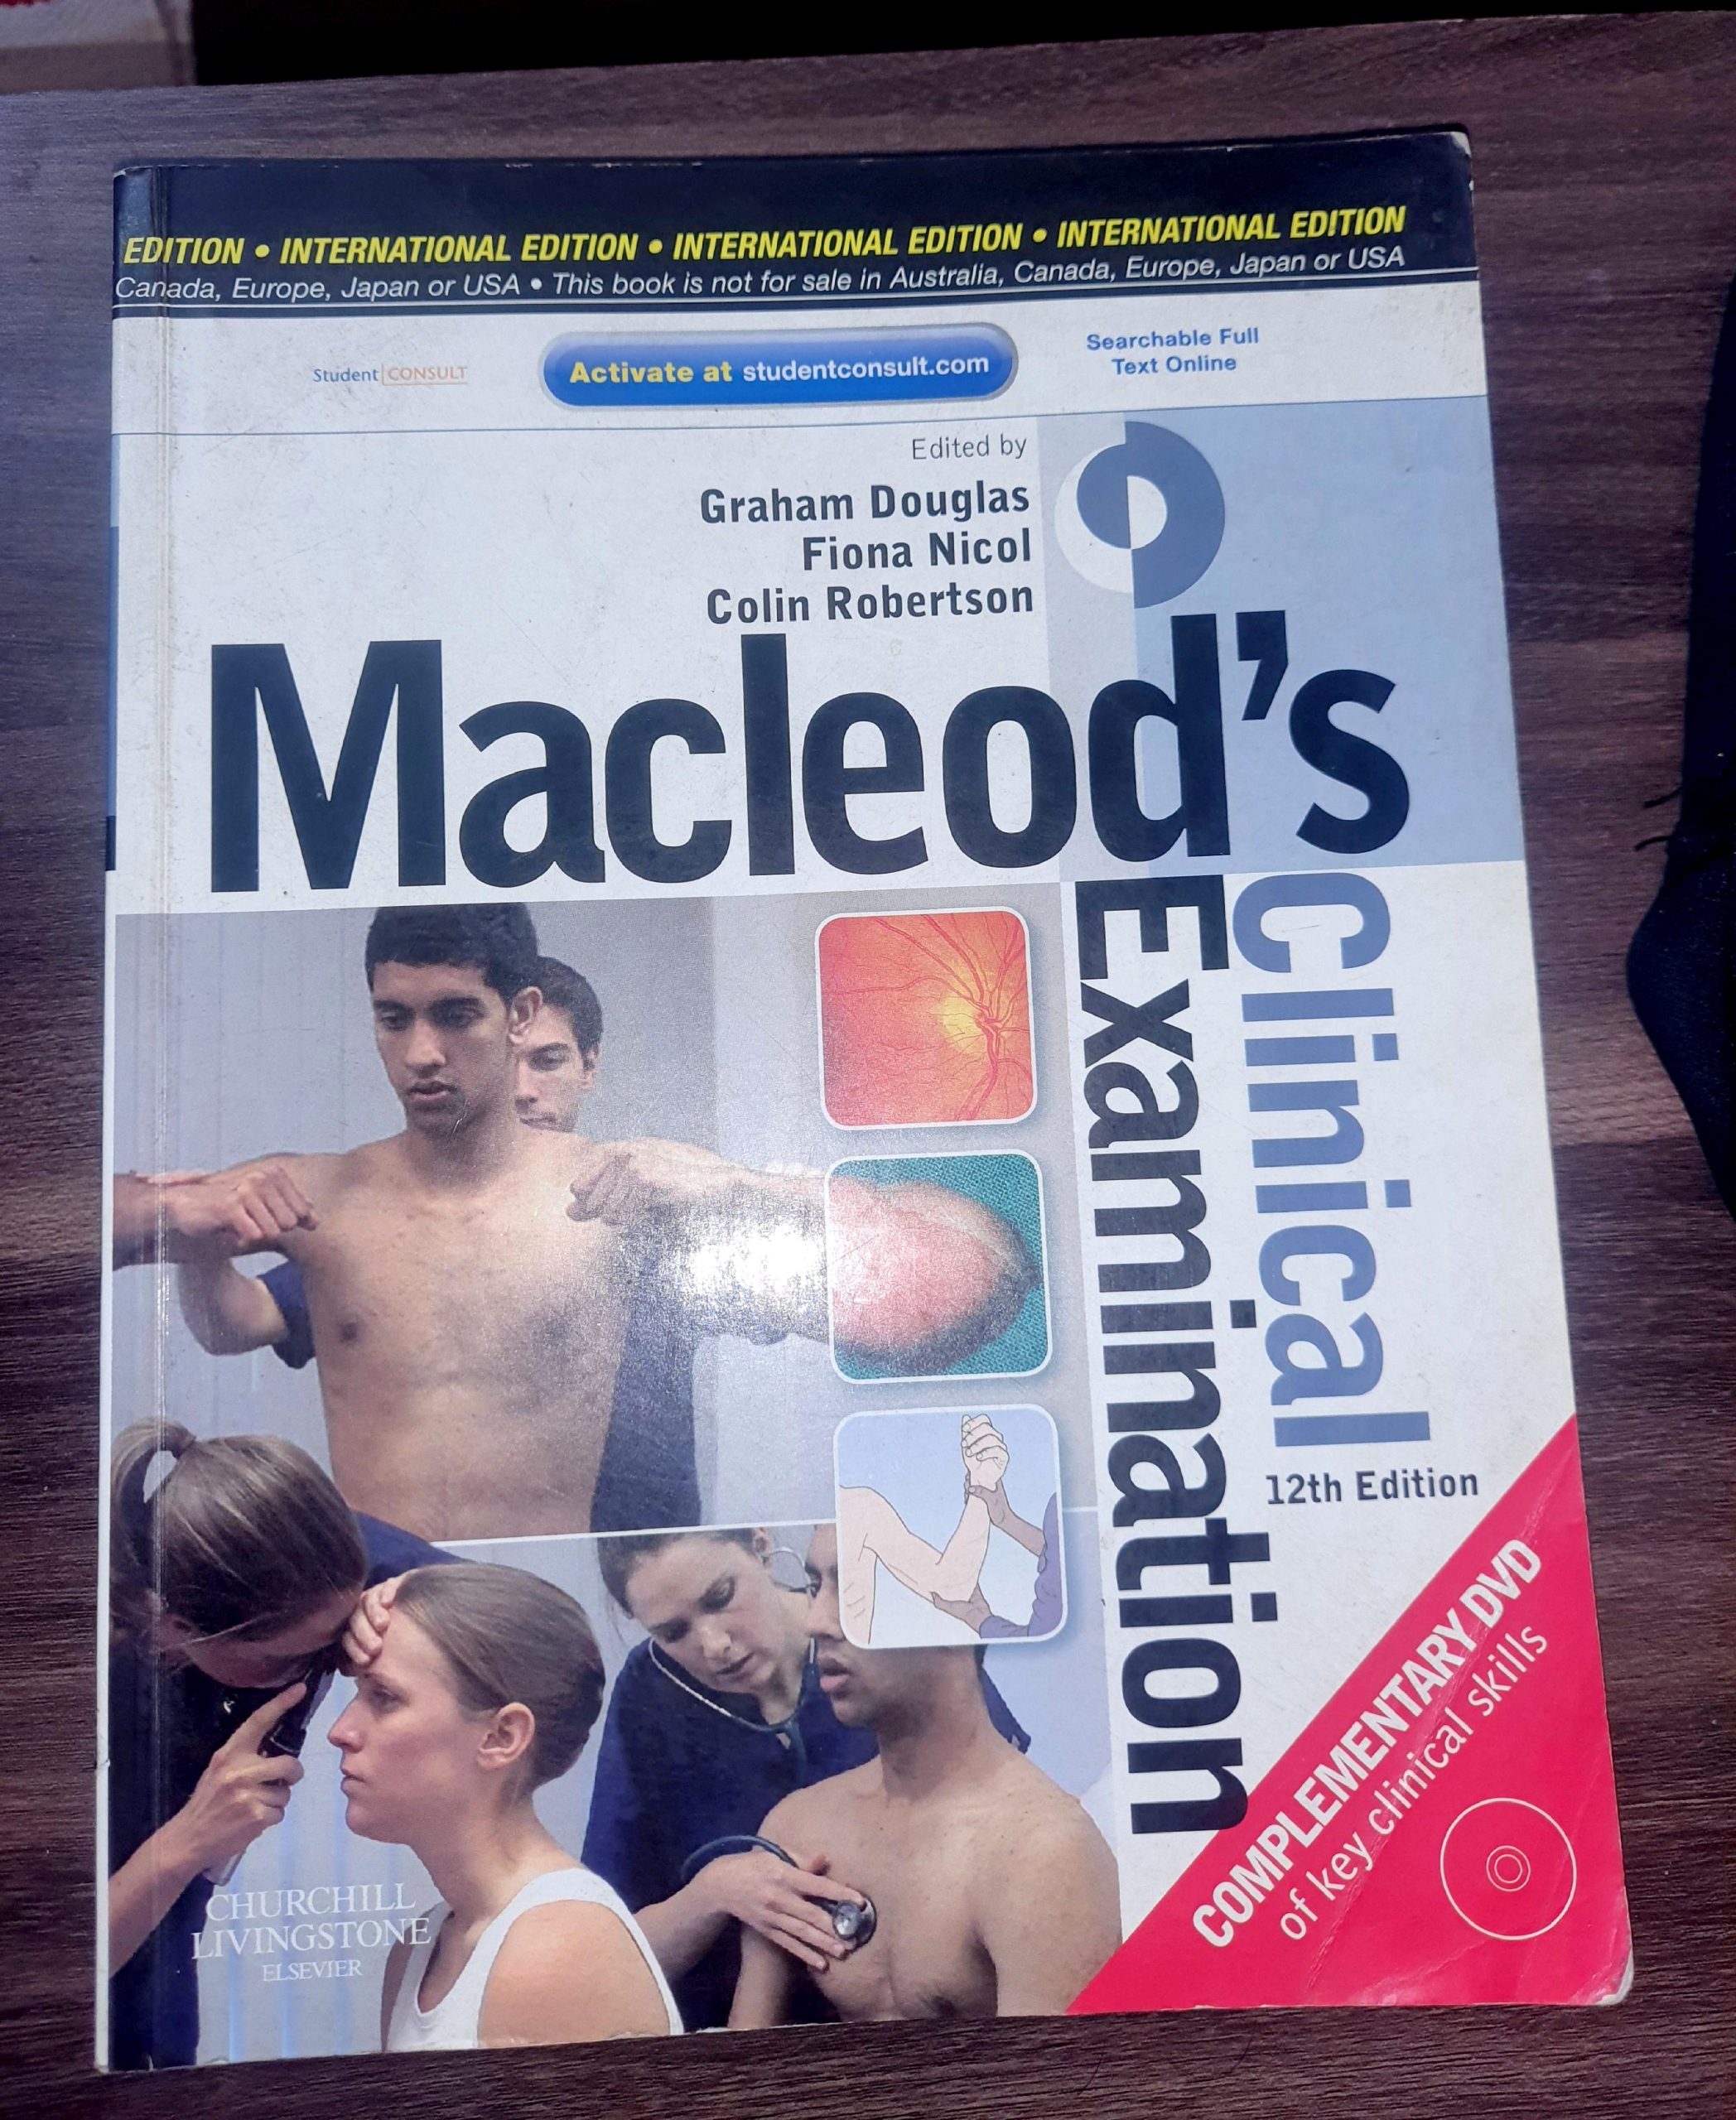 EDITION • INTERNATIONAL EDITION • INTERNATIONAL EDITION • INTERNATIONAL EDITION
Canada, Europe, Japan or USA • This book is not for sale in Australia, Canada, Europe, Japan or USA
Student CONSULT
Activate at studentconsult.com
Searchable Full
Text Online
Edited by
Graham Douglas
Fiona Nicol
Colin Robertson
Macleod's
Clinical
Examination
12th Edition
COMPLEMENTARY DVD
of key clinical skills
CHURCHILL
LIVINGSTONE
ELSEVIER